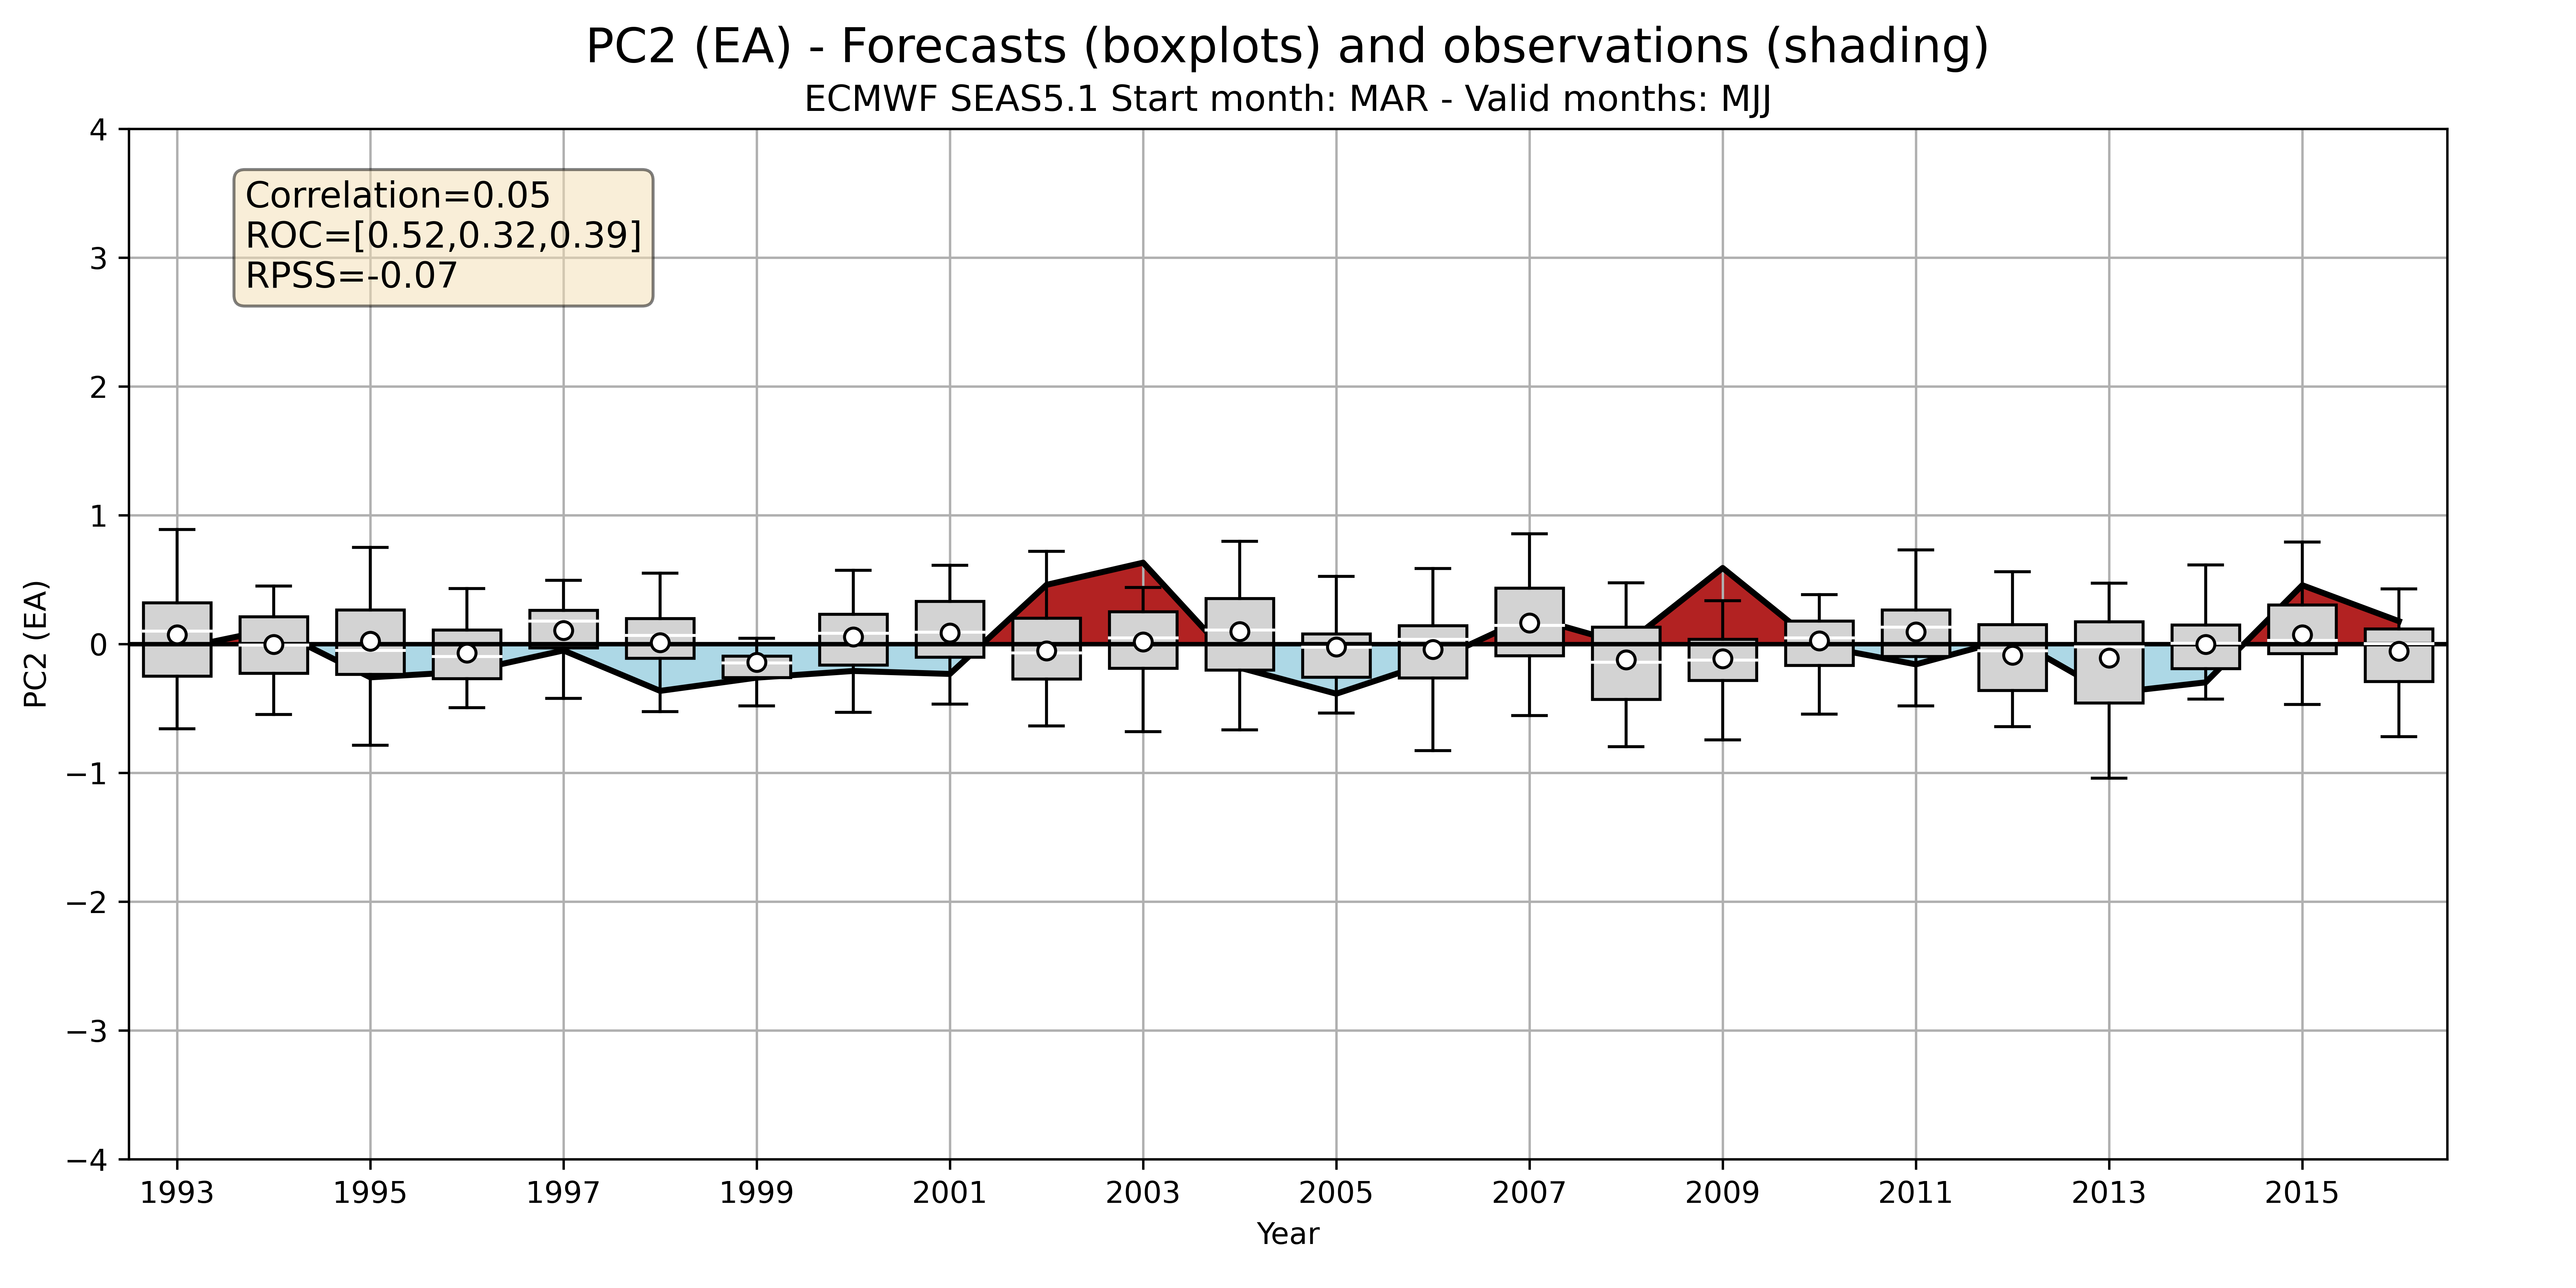 PC2 (EA) - Forecasts (boxplots) and observations (shading)
ECMWF SEAS5.1 Start month: MAR - Valid months: MJJ
Correlation=0.05
ROC=[0.52,0.32,0.39]
RPSS=-0.07
PC2 (EA)
4
3
2
1
0
−1
−2
−3
−4
1993 1995 1997 1999 2001 2003 2005 2007 2009 2011 2013 2015
Year